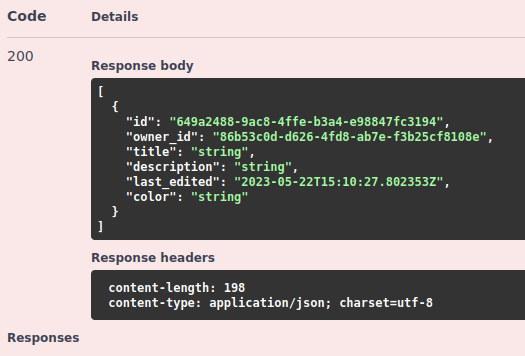 Code Details
200
Response body
[
  {
    "id": "649a2488-9ac8-4ffe-b3a4-e98847fc3194",
    "owner_id": "86b53c0d-d626-4fd8-ab7e-f3b25cf8108e",
    "title": "string",
    "description": "string",
    "last_edited": "2023-05-22T15:10:27.802353Z",
    "color": "string"
  }
]
Response headers
content-length: 198
content-type: application/json; charset=utf-8
Responses